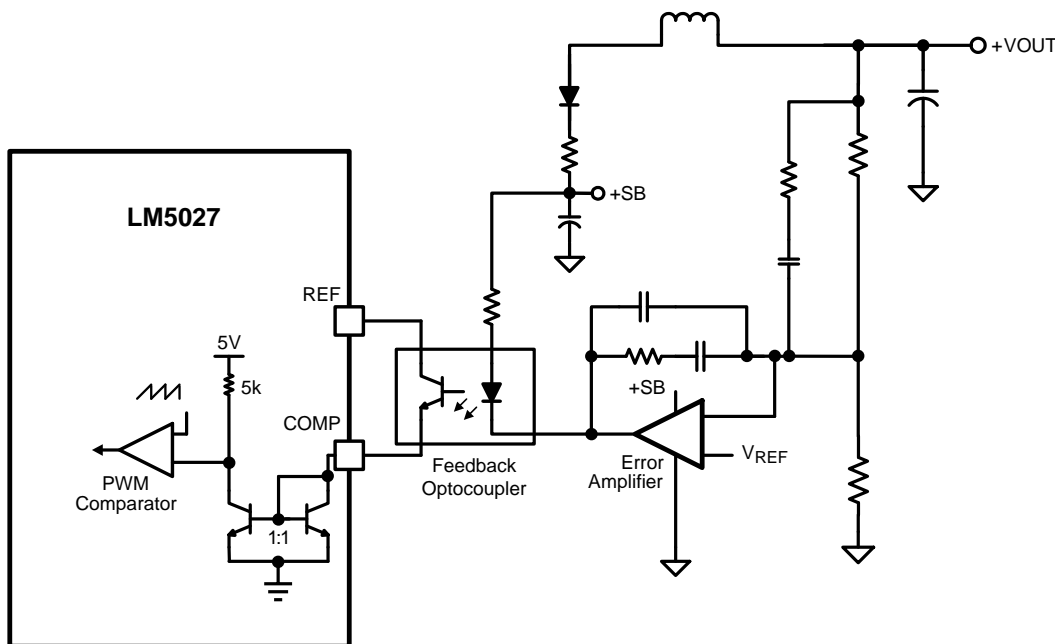 +VOUT
+SB
LM5027
REF
5V
5k
COMP
PWM
Comparator
1:1
Feedback
Optocoupler
+SB
Error
Amplifier
VREF